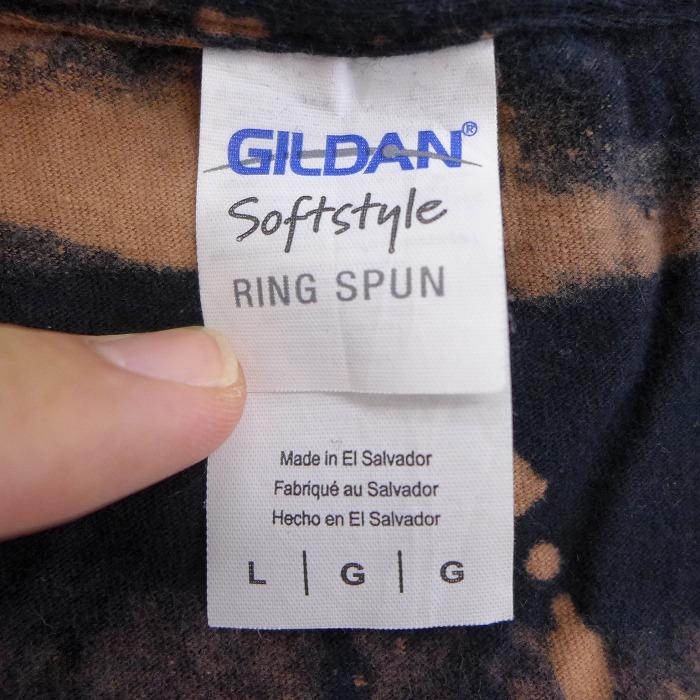 GILDAN®
Softstyle
RING SPUN
Made in El Salvador
Fabriqué au Salvador
Hecho en El Salvador
L | G | G